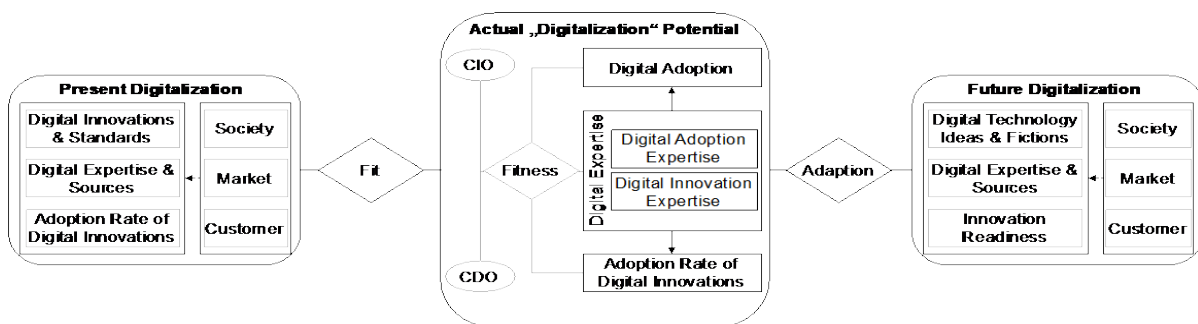 Present Digitalization
Digital Innovations
& Standards
Digital Expertise &
Sources
Adoption Rate of
Digital Innovations
Society
Market
Customer
Fit
Actual „Digitalization“ Potential
CIO
CDO
Fitness
Digital Adoption
Digital Expertise
Digital Adoption
Expertise
Digital Innovation
Expertise
Adoption Rate of
Digital Innovations
Adaption
Future Digitalization
Digital Technology
Ideas & Fictions
Digital Expertise &
Sources
Innovation
Readiness
Society
Market
Customer